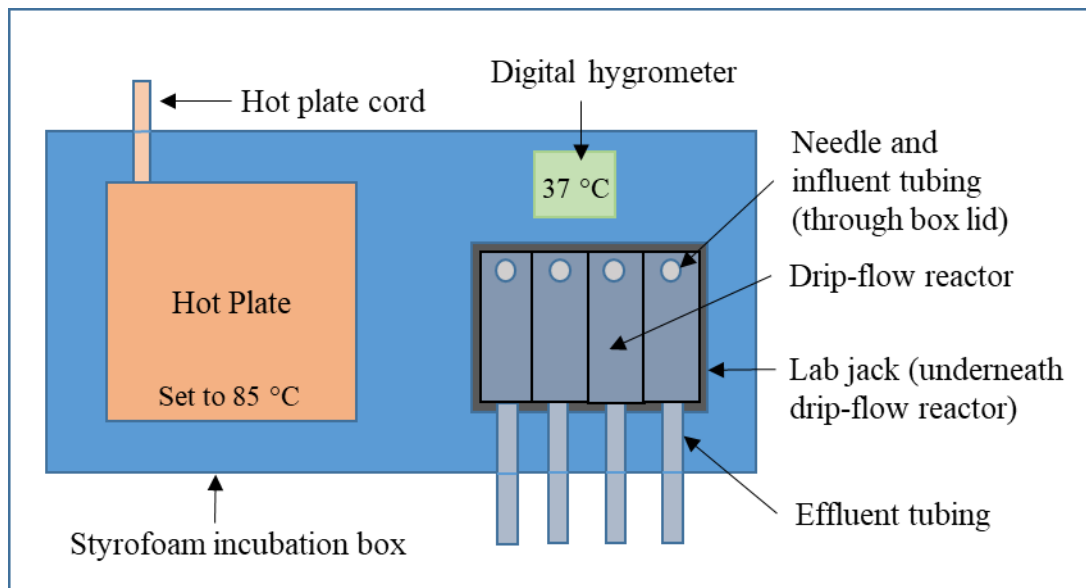 Digital hygrometer
Hot plate cord
Needle and
influent tubing
(through box lid)
37 °C
Drip-flow reactor
Hot Plate
Set to 85 °C
Lab jack (underneath
drip-flow reactor)
Effluent tubing
Styrofoam incubation box